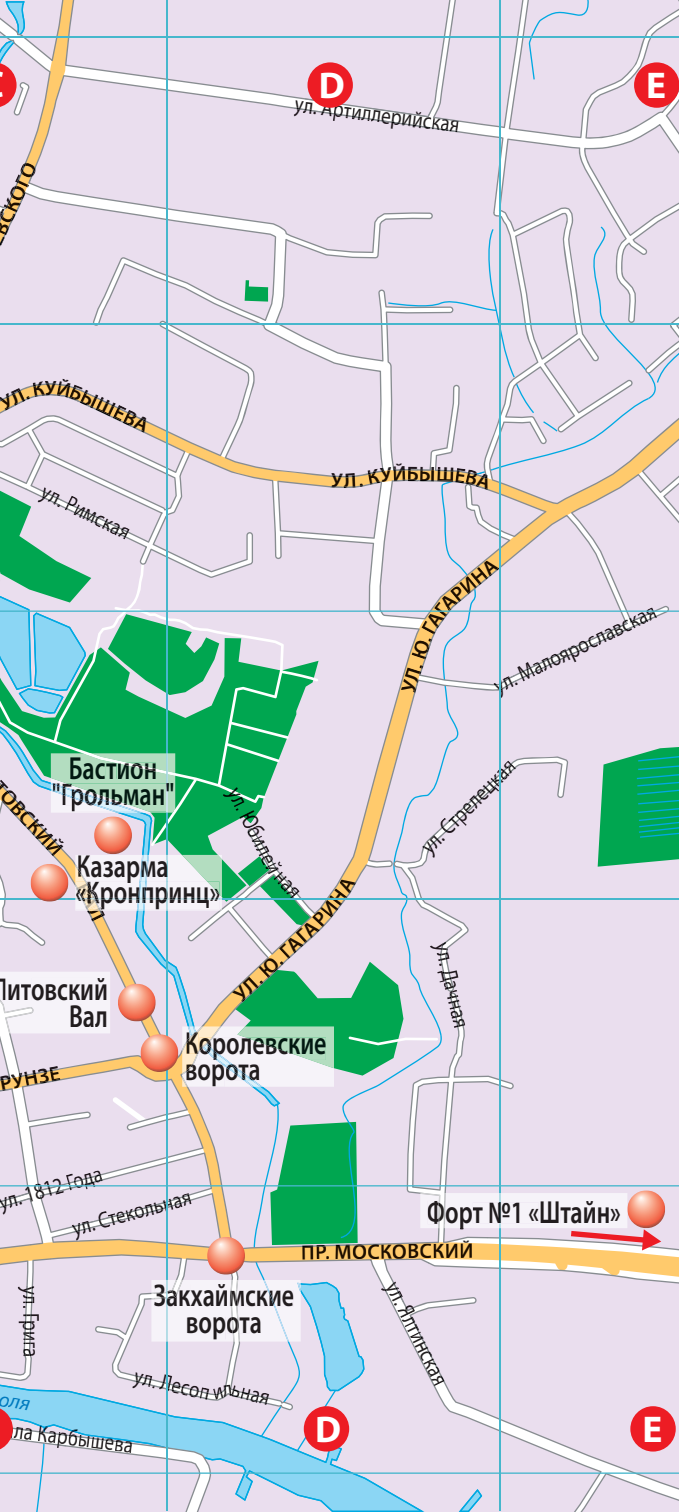 D
E
ул. Артиллерийская
УЛ. КУЙБЫШЕВА
УЛ. КУЙБЫШЕВА
ул. Римская
УЛ. Ю. ГАГАРИНА
ул. Малоярославская
Бастион
"Грольман"
ул. Юбилейная
ул. Стрелецкая
Казарма
«Кронпринц»
УЛ. Ю. ГАГАРИНА
ул. Дачная
Литовский
Вал
Королевские
ворота
РУНЗЕ
ул. 1812 Года
ул. Стекольная
Форт №1 «Штайн»
ПР. МОСКОВСКИЙ
ул. Грига
Закхаймские
ворота
ул. Ялтинская
ул. Лесопильная
оля
ла Карбышева
D
E